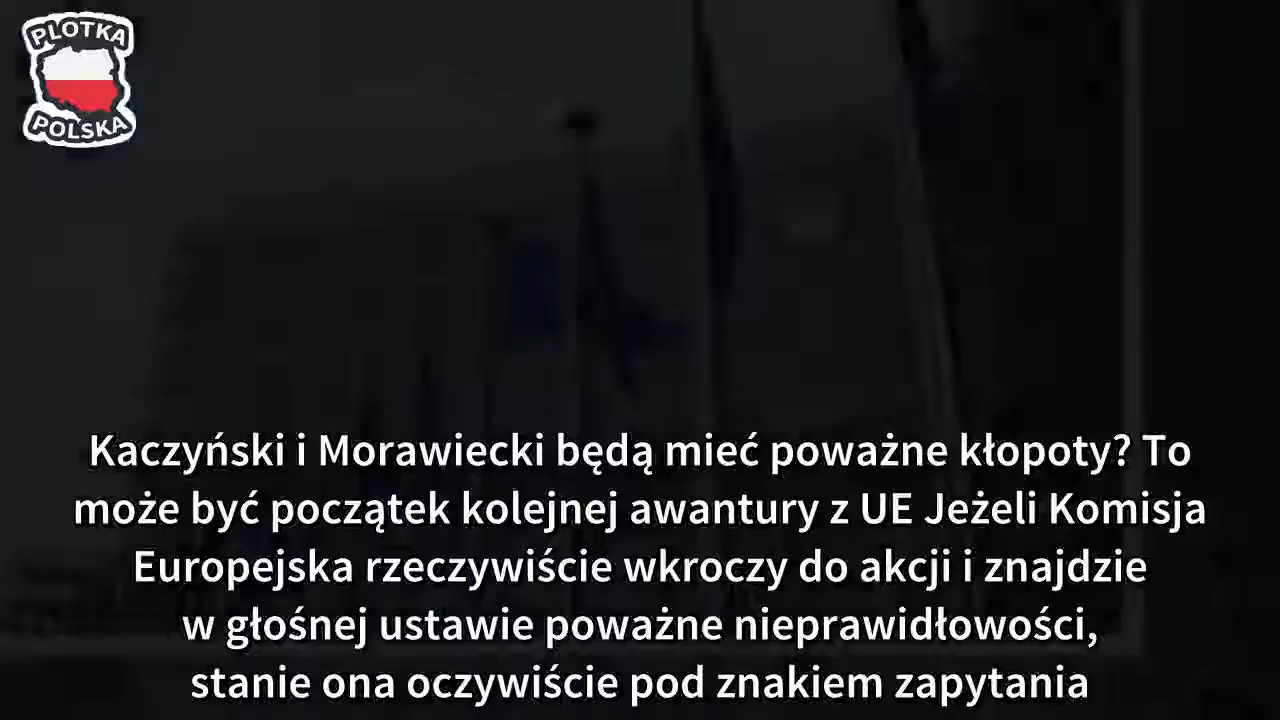 PLOTKA
POLSKA
Kaczyński i Morawiecki będą mieć poważne kłopoty? To
może być początek kolejnej awantury z UE Jeżeli Komisja
Europejska rzeczywiście wkroczy do akcji i znajdzie
w głośnej ustawie poważne nieprawidłowości,
stanie ona oczywiście pod znakiem zapytania